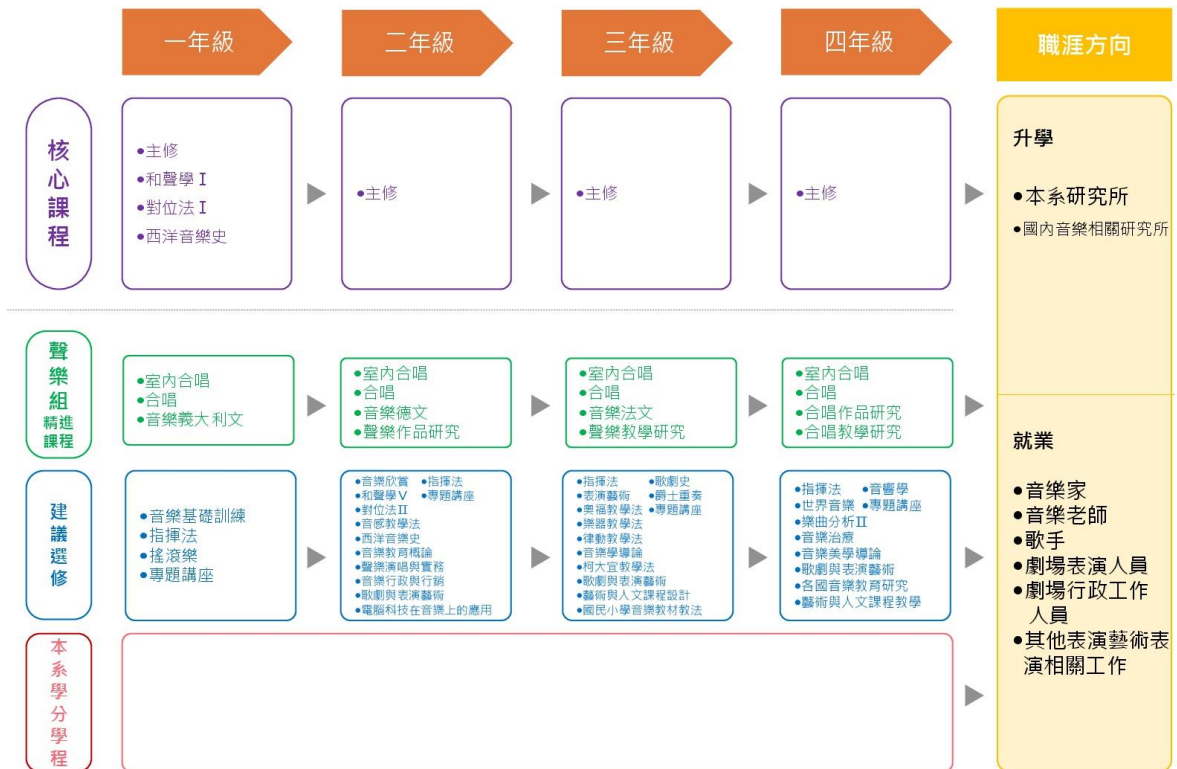 一年級
二年級
三年級
四年級
職涯方向
核
心
課
程
●主修
●和聲學 I
●對位法 I
●西洋音樂史
●主修
●主修
●主修
升學
●本系研究所
●國內音樂相關研究所
聲
樂
組
精進
課程
●室內合唱
●合唱
●音樂義大利文
●室內合唱
●合唱
●音樂德文
●聲樂作品研究
●室內合唱
●合唱
●音樂法文
●聲樂教學研究
●室內合唱
●合唱
●合唱作品研究
●合唱教學研究
建
議
選
修
●音樂基礎訓練
●指揮法
●搖滾樂
●專題講座
●音樂欣賞 ●指揮法
●和聲學Ⅴ ●專題講座
●對位法II
●音感教學法
●西洋音樂史
●音樂教育概論
●聲樂演唱與實務
●音樂行政與行銷
●歌劇與表演藝術
●電腦科技在音樂上的應用
●指揮法 ●歌劇史
●表演藝術 ●爵士重奏
●奧福教學法 ●專題講座
●樂器教學法
●律動教學法
●音樂學導論
●柯大宜教學法
●歌劇與表演藝術
●藝術與人文課程設計
●國民小學音樂教材教法
●指揮法 ●音響學
●世界音樂 ●專題講座
●樂曲分析II
●音樂治療
●音樂美學導論
●歌劇與表演藝術
●各國音樂教育研究
●藝術與人文課程教學
就業
●音樂家
●音樂老師
●歌手
●劇場表演人員
●劇場行政工作
人員
●其他表演藝術表
演相關工作
本
系
學
分
學
程